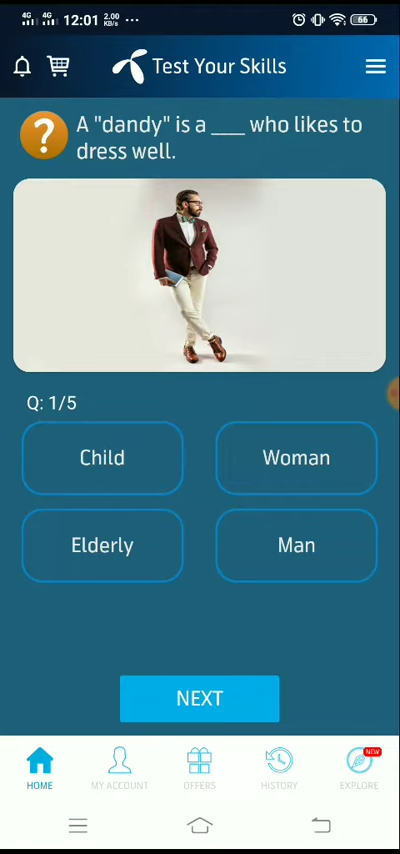 4G 4G 12:01 2.00 KB/s ... 66
Test Your Skills
? A "dandy" is a ___ who likes to
dress well.
Q: 1/5
Child Woman
Elderly Man
NEXT
NEW
HOME MY ACCOUNT OFFERS HISTORY EXPLORE